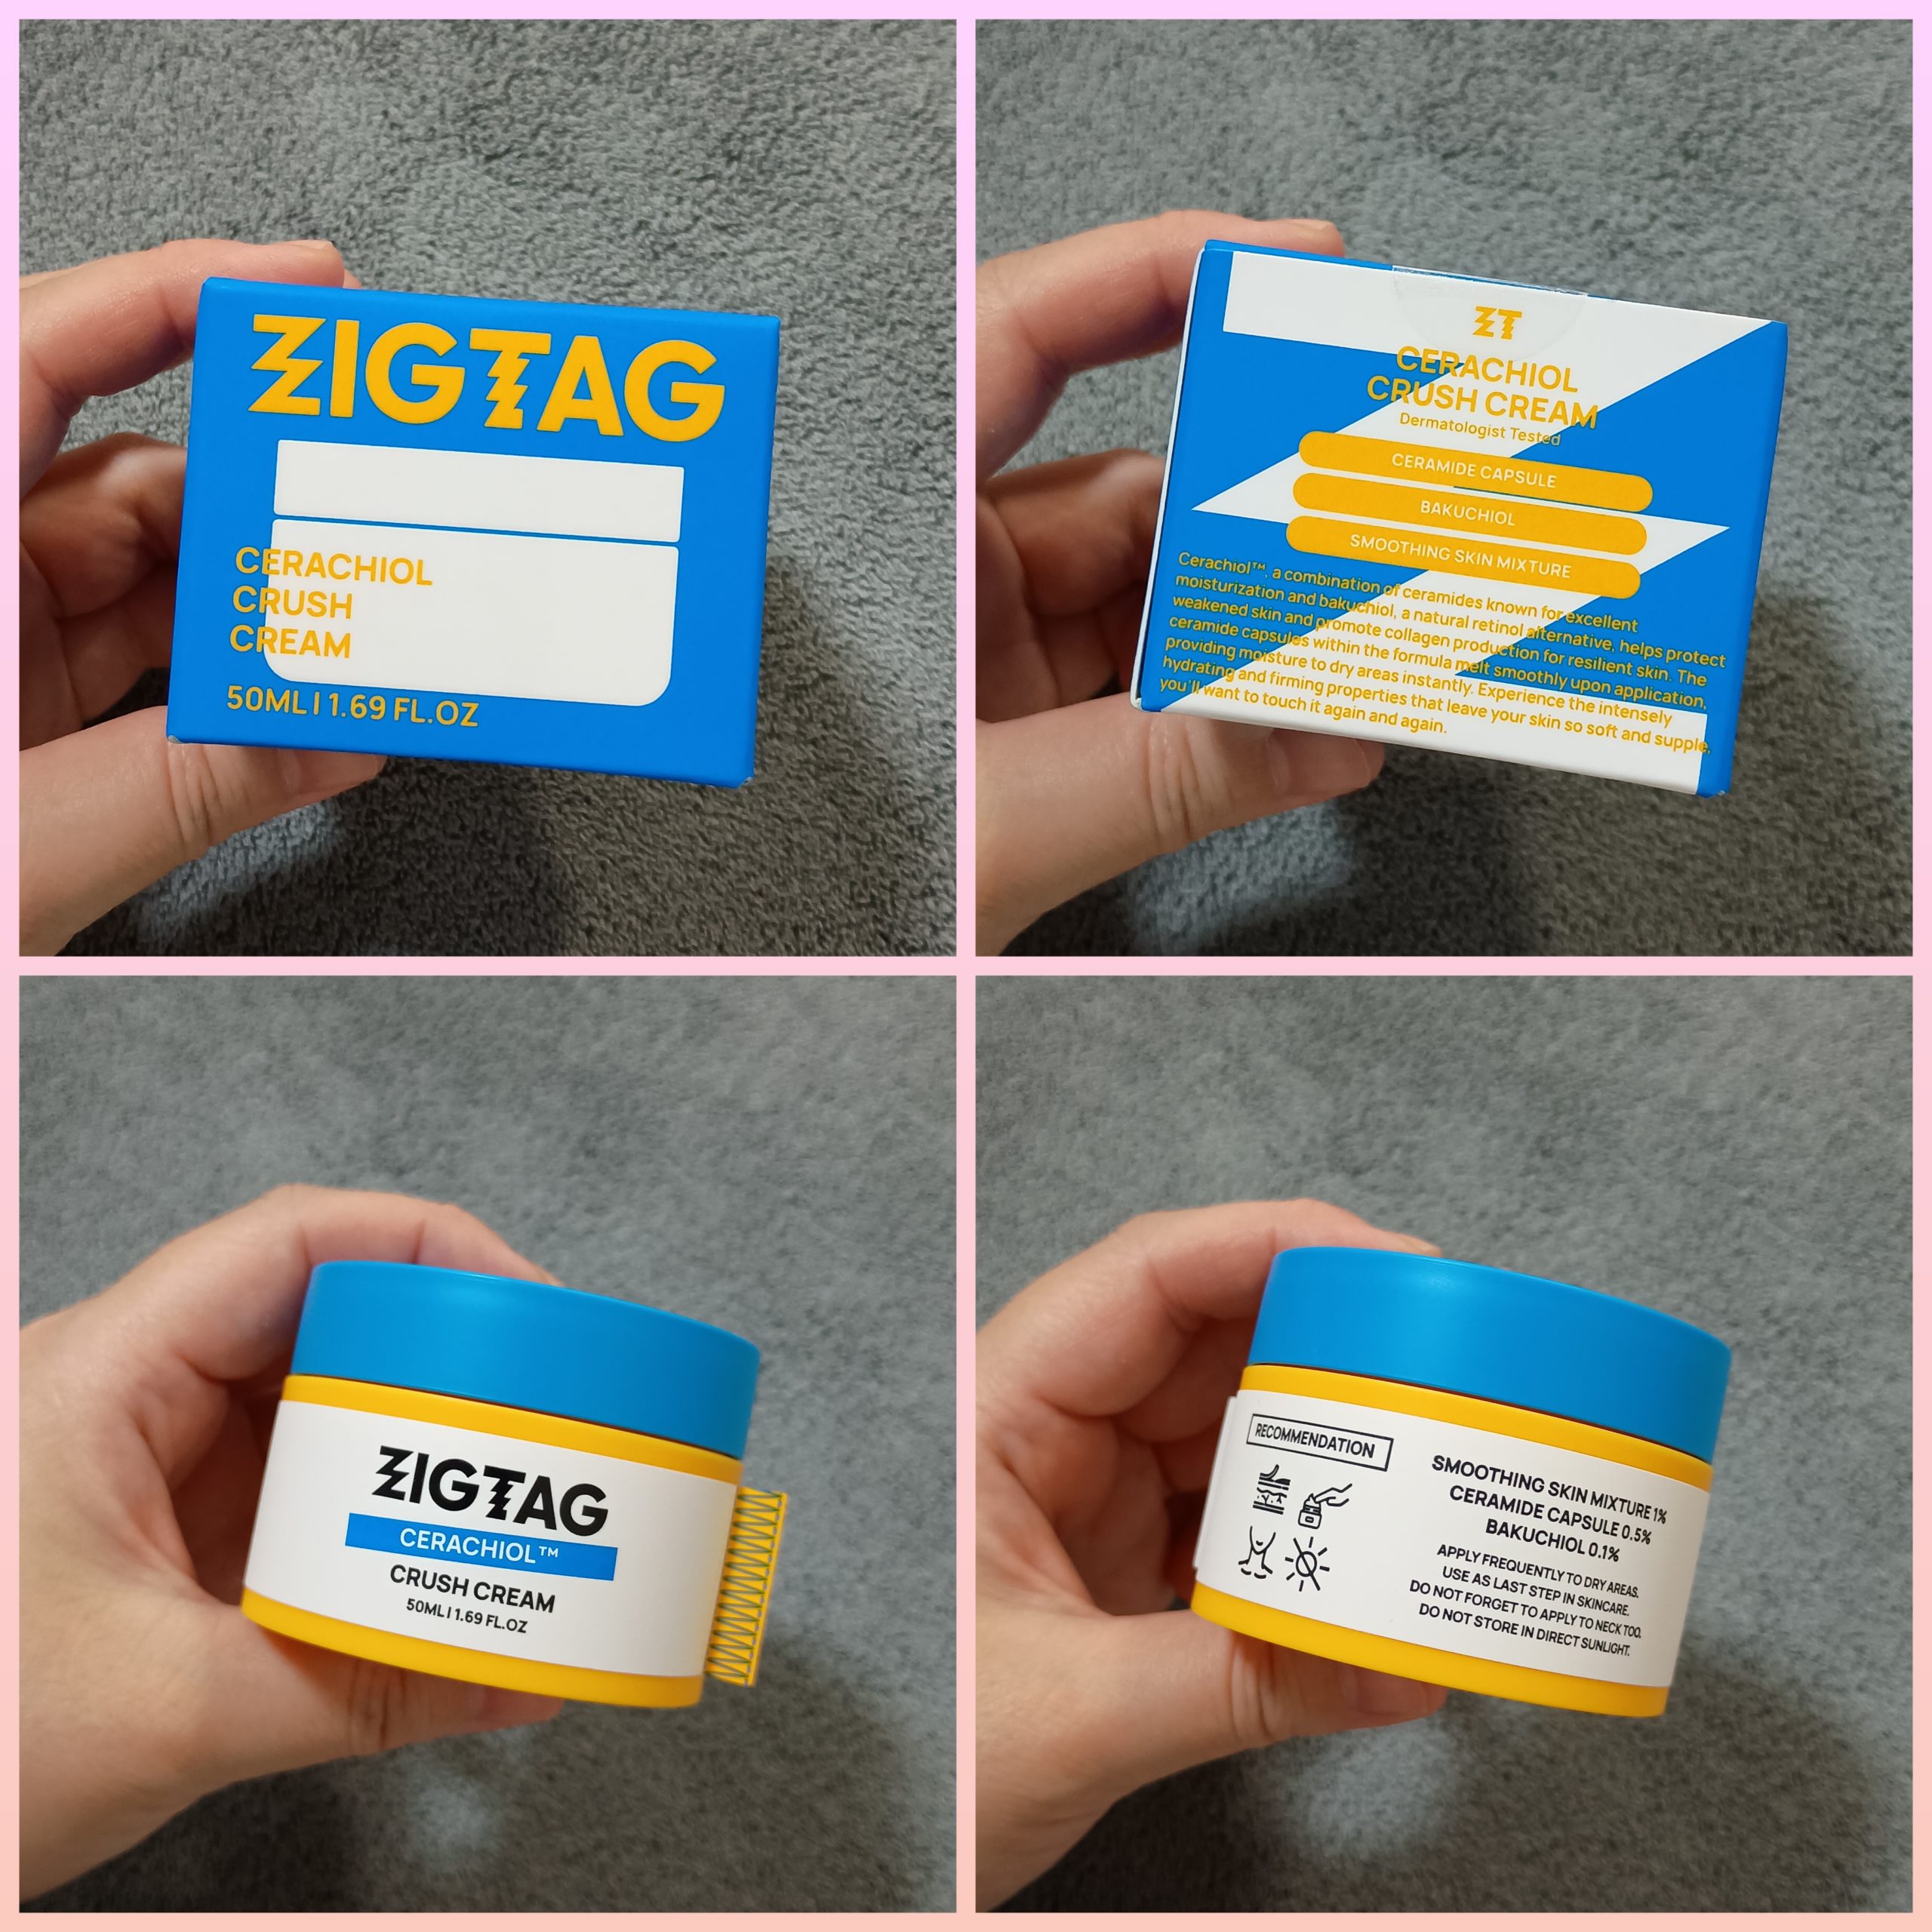 ZIGTAG
CERACHIOL
CRUSH
CREAM
50ML | 1.69 FL.OZ
ZT
CERACHIOL
CRUSH CREAM
Dermatologist Tested
CERAMIDE CAPSULE
BAKUCHIOL
SMOOTHING SKIN MIXTURE
Cerachiol™, a combination of ceramides known for excellent
moisturization and bakuchiol, a natural retinol alternative, helps protect
weakened skin and promote collagen production for resilient skin. The
ceramide capsules within the formula melt smoothly upon application,
providing moisture to dry areas instantly. Experience the intensely
hydrating and firming properties that leave your skin so soft and supple,
you'll want to touch it again and again.
ZIGTAG
CERACHIOL™
CRUSH CREAM
50ML | 1.69 FL.OZ
RECOMMENDATION
SMOOTHING SKIN MIXTURE 1%
CERAMIDE CAPSULE 0.5%
BAKUCHIOL 0.1%
APPLY FREQUENTLY TO DRY AREAS.
USE AS LAST STEP IN SKINCARE.
DO NOT FORGET TO APPLY TO NECK TOO.
DO NOT STORE IN DIRECT SUNLIGHT.